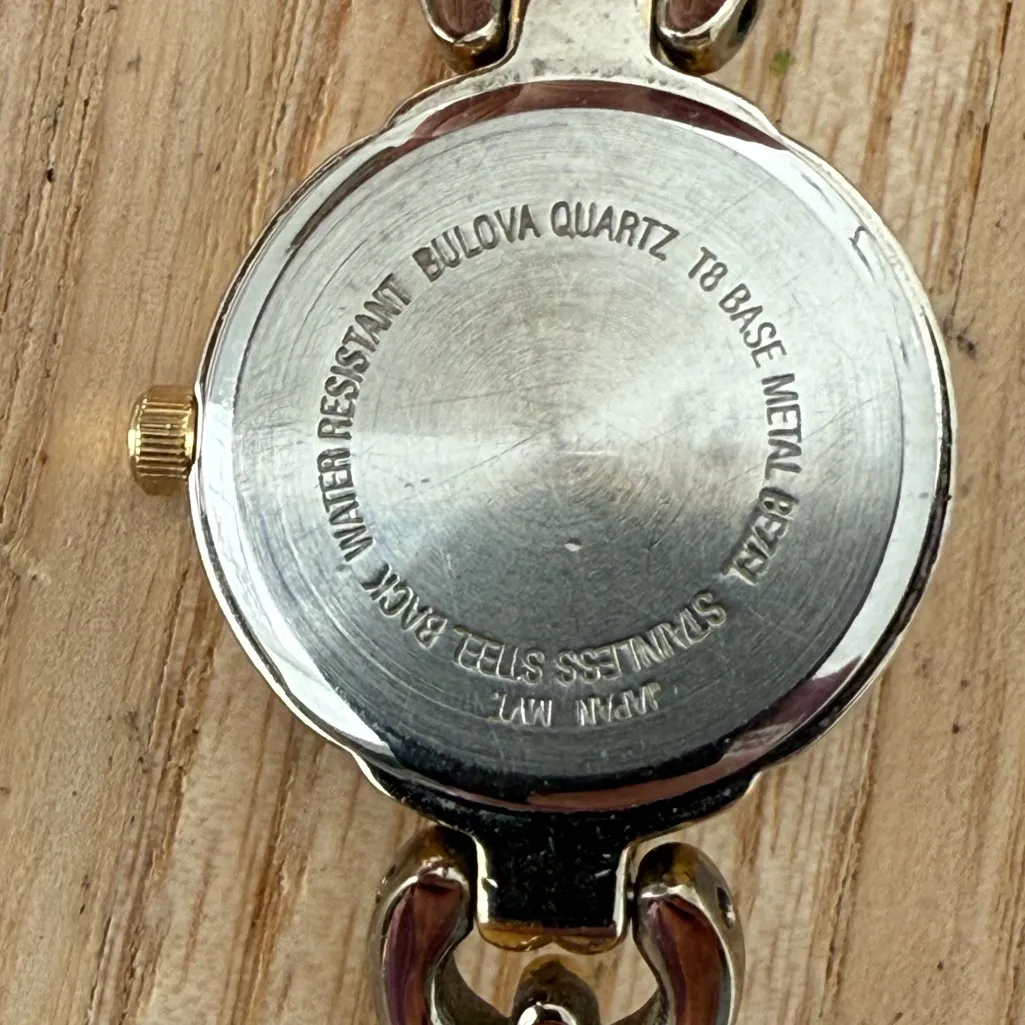 BULOVA QUARTZ T8 BASE METAL BEZEL STAINLESS STEEL BACK WATER RESISTANT
JAPAN MVT.